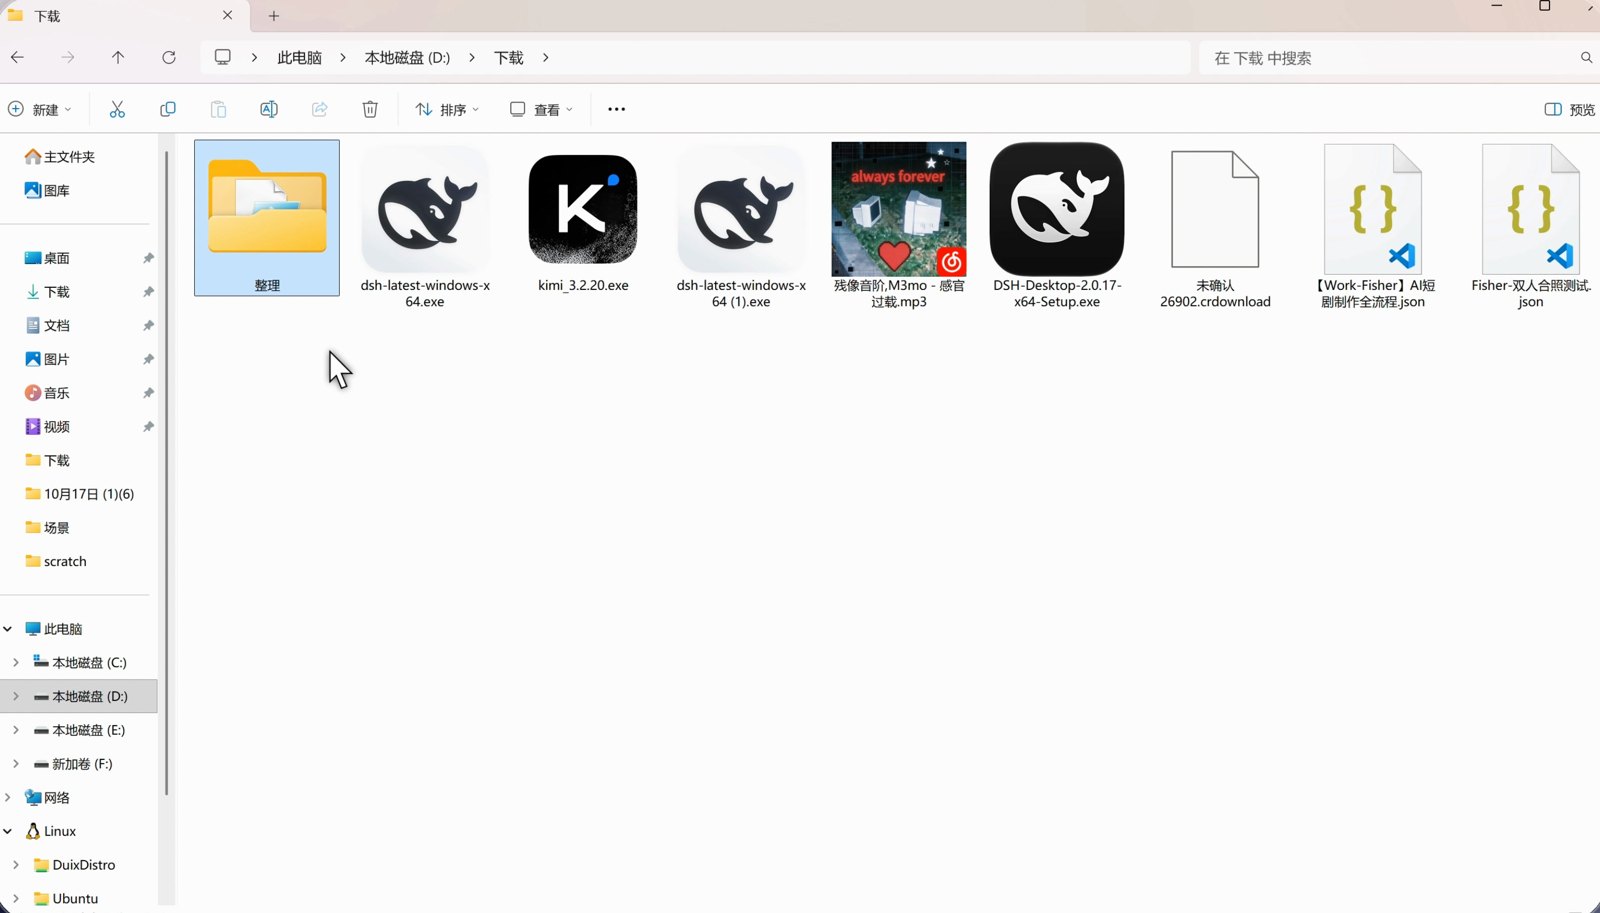 下载
此电脑
本地磁盘 (D:)
下载
在 下载 中搜索
新建
排序
查看
预览
主文件夹
图库
桌面
下载
文档
图片
音乐
视频
下载
10月17日 (1)(6)
场景
scratch
此电脑
本地磁盘 (C:)
本地磁盘 (D:)
本地磁盘 (E:)
新加卷 (F:)
网络
Linux
DuixDistro
Ubuntu
整理
dsh-latest-windows-x
64.exe
K
kimi_3.2.20.exe
dsh-latest-windows-x
64 (1).exe
always forever
残像音阶,M3mo - 感官
过载.mp3
DSH-Desktop-2.0.17-
x64-Setup.exe
未确认
26902.crdownload
{}
【Work-Fisher】AI短
剧制作全流程.json
{}
Fisher-双人合照测试.
json